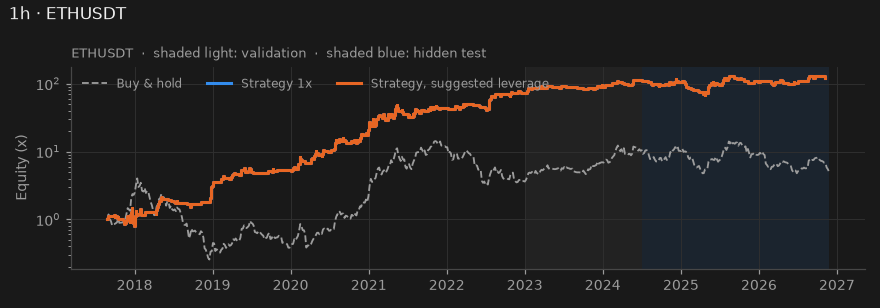 1h · ETHUSDT
ETHUSDT · shaded light: validation · shaded blue: hidden test
Buy & hold
Strategy 1x
Strategy, suggested leverage
Equity (x)
10²
10¹
10⁰
2018
2019
2020
2021
2022
2023
2024
2025
2026
2027